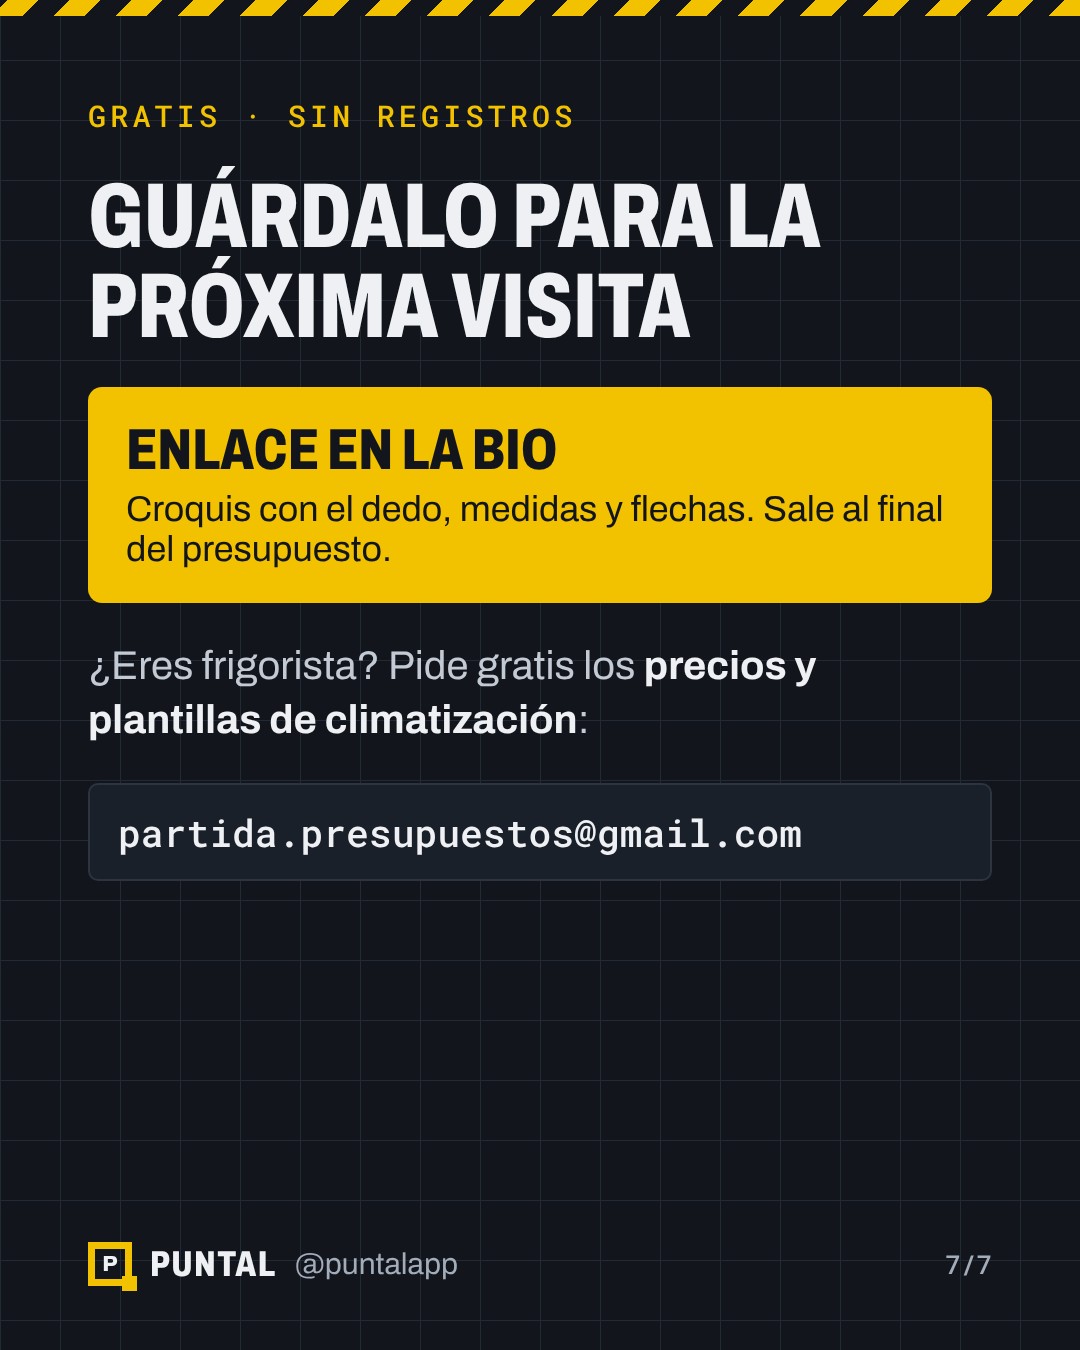 GRATIS · SIN REGISTROS
GUÁRDALO PARA LA
PRÓXIMA VISITA
ENLACE EN LA BIO
Croquis con el dedo, medidas y flechas. Sale al final
del presupuesto.
¿Eres frigorista? Pide gratis los precios y
plantillas de climatización:
partida.presupuestos@gmail.com
P PUNTAL @puntalapp 7/7